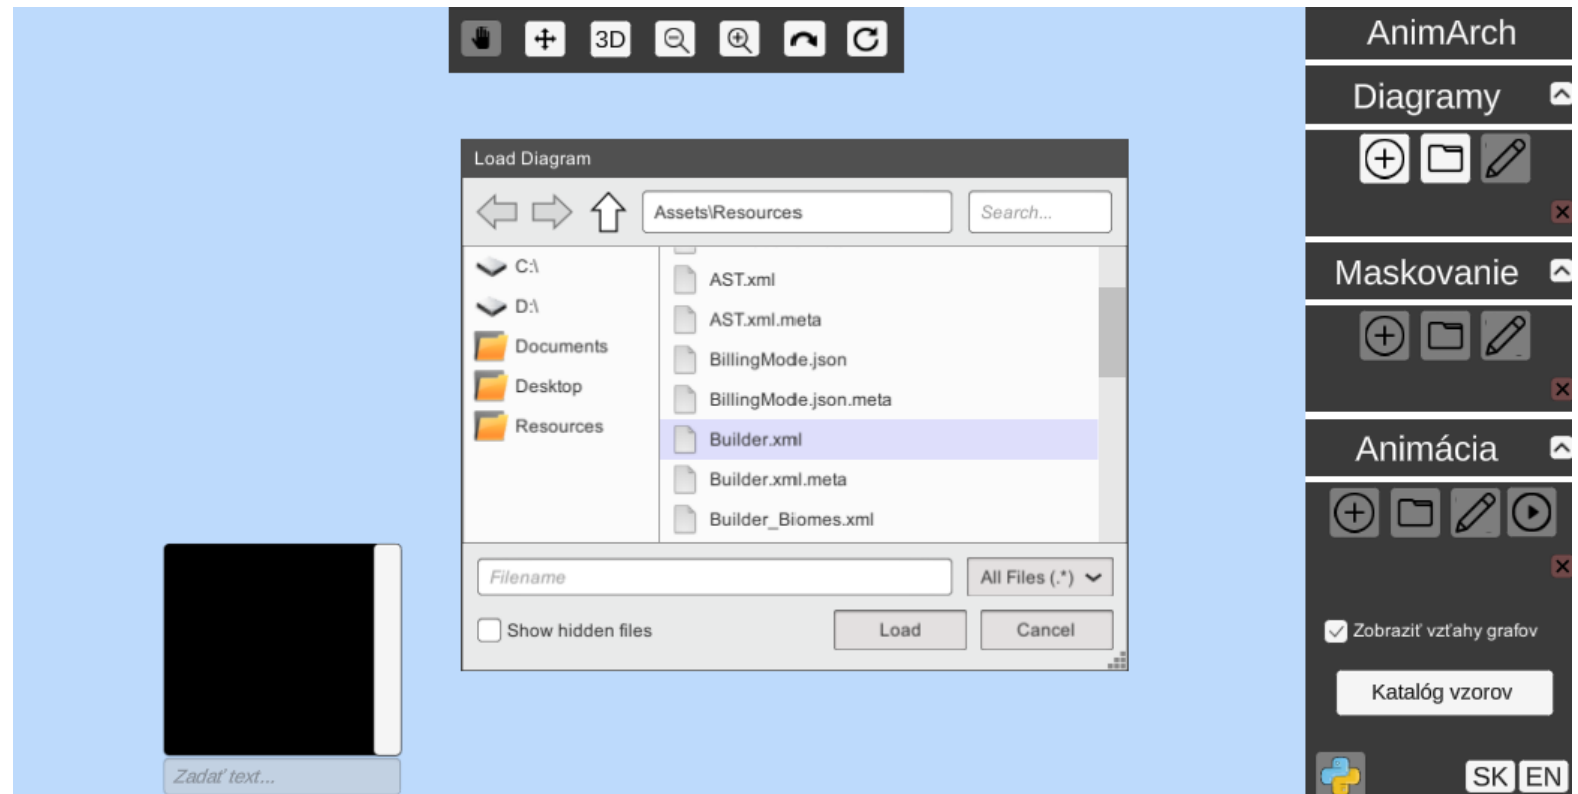 3D
AnimArch
Diagramy
Load Diagram
Assets\Resources
Search...
C:\
D:\
Documents
Desktop
Resources
AST.xml
AST.xml.meta
BillingMode.json
BillingMode.json.meta
Builder.xml
Builder.xml.meta
Builder_Biomes.xml
Filename
All Files (.*)
Show hidden files
Load
Cancel
Maskovanie
Animácia
Zobraziť vzťahy grafov
Katalóg vzorov
Zadať text...
SK EN